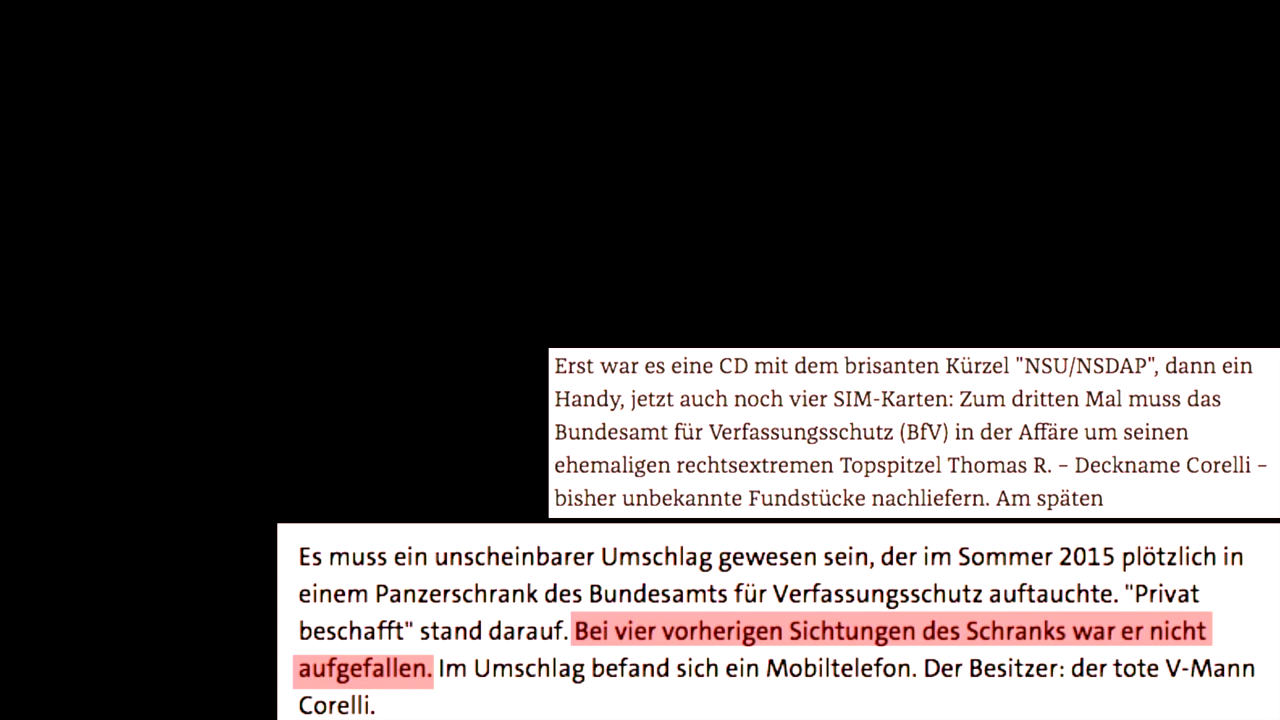 Erst war es eine CD mit dem brisanten Kürzel "NSU/NSDAP", dann ein
Handy, jetzt auch noch vier SIM-Karten: Zum dritten Mal muss das
Bundesamt für Verfassungsschutz (BfV) in der Affäre um seinen
ehemaligen rechtsextremen Topspitzel Thomas R. – Deckname Corelli –
bisher unbekannte Fundstücke nachliefern. Am späten
Es muss ein unscheinbarer Umschlag gewesen sein, der im Sommer 2015 plötzlich in
einem Panzerschrank des Bundesamts für Verfassungsschutz auftauchte. "Privat
beschafft" stand darauf. Bei vier vorherigen Sichtungen des Schranks war er nicht
aufgefallen. Im Umschlag befand sich ein Mobiltelefon. Der Besitzer: der tote V-Mann
Corelli.